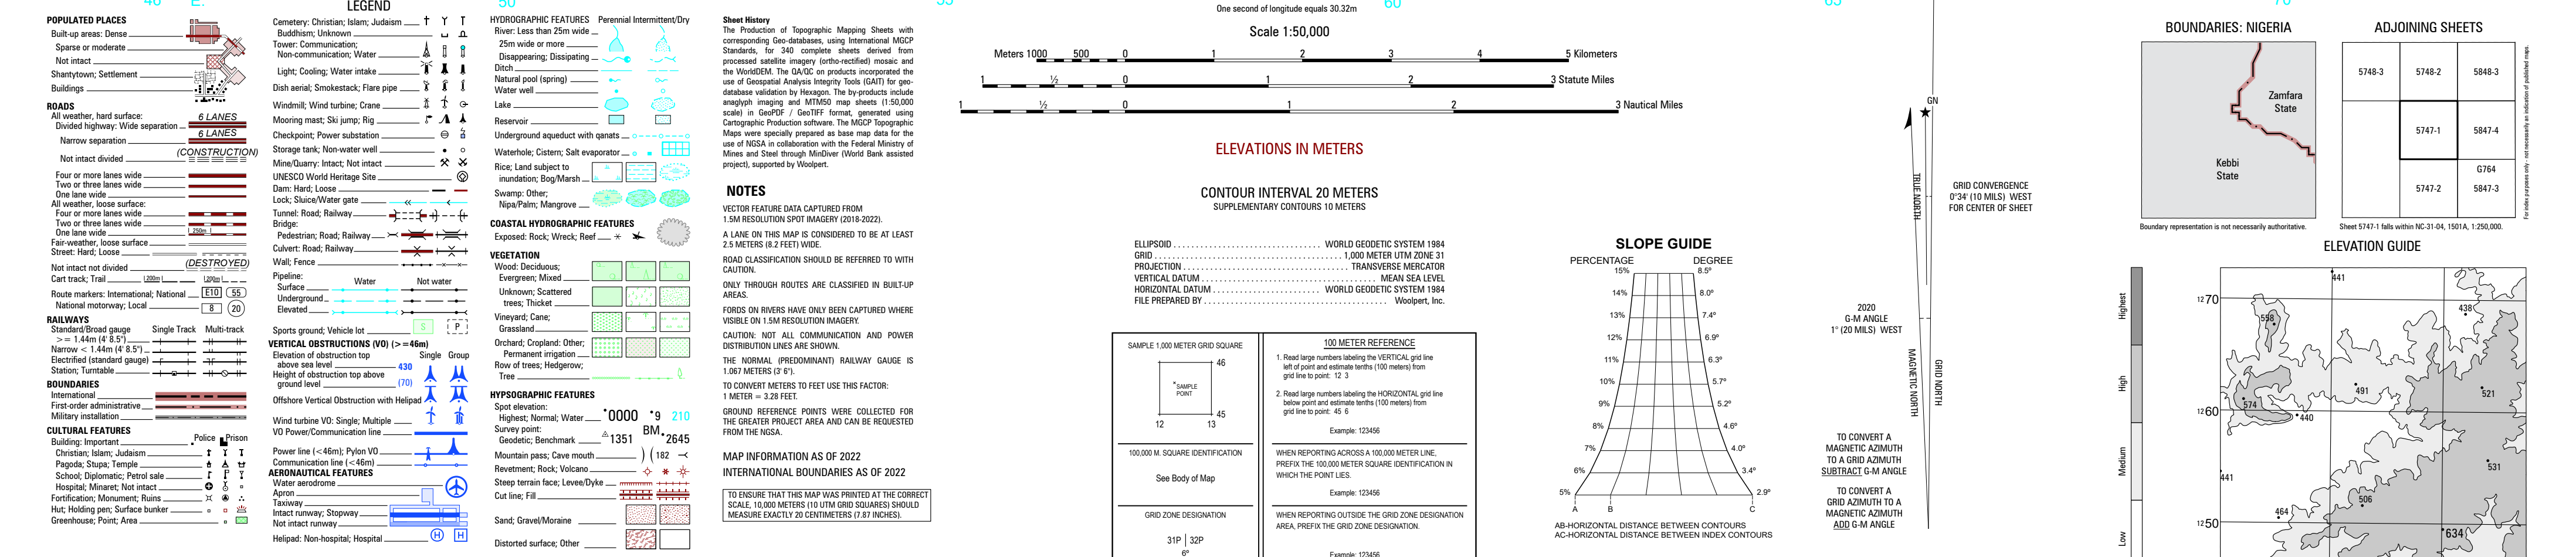 46 E.
50
55
60
65
70
POPULATED PLACES
Built-up areas: Dense
Sparse or moderate
Not intact
Shantytown; Settlement
Buildings
ROADS
All weather, hard surface:
6 LANES
Divided highway: Wide separation
6 LANES
Narrow separation
(CONSTRUCTION)
Not intact divided
Four or more lanes wide
Two or three lanes wide
One lane wide
All weather, loose surface:
Four or more lanes wide
Two or three lanes wide
One lane wide
250m
Fair-weather, loose surface
Street: Hard; Loose
(DESTROYED)
Not intact not divided
Cart track; Trail
200m
200m
Route markers: International; National
E10
55
National motorway; Local
8
20
RAILWAYS
Standard/Broad gauge Single Track Multi-track
>= 1.44m (4' 8.5")
Narrow < 1.44m (4' 8.5")
Electrified (standard gauge)
Station; Turntable
BOUNDARIES
International
First-order administrative
Military installation
CULTURAL FEATURES
Building: Important Police Prison
Christian; Islam; Judaism
Pagoda; Stupa; Temple
School; Diplomatic; Petrol sale
Hospital; Minaret; Not intact
Fortification; Monument; Ruins
Hut; Holding pen; Surface bunker
Greenhouse: Point; Area
LEGEND
Cemetery: Christian; Islam; Judaism
Buddhism; Unknown
Tower: Communication;
Non-communication; Water
Light; Cooling; Water intake
Dish aerial; Smokestack; Flare pipe
Windmill; Wind turbine; Crane
Mooring mast; Ski jump; Rig
Checkpoint; Power substation
Storage tank; Non-water well
Mine/Quarry: Intact; Not intact
UNESCO World Heritage Site
Dam: Hard; Loose
Lock; Sluice/Water gate
Tunnel: Road; Railway
Bridge:
Pedestrian; Road; Railway
Culvert: Road; Railway
Wall; Fence
Pipeline:
Surface Water Not water
Underground
Elevated
Sports ground; Vehicle lot
S
P
VERTICAL OBSTRUCTIONS (VO) (>=46m)
Elevation of obstruction top Single Group
above sea level 430
Height of obstruction top above
ground level (70)
Offshore Vertical Obstruction with Helipad
Wind turbine VO: Single; Multiple
VO Power/Communication line
Power line (<46m); Pylon VO
Communication line (<46m)
AERONAUTICAL FEATURES
Water aerodrome
Apron
Taxiway
Intact runway; Stopway
Not intact runway
Helipad: Non-hospital; Hospital
H
H
HYDROGRAPHIC FEATURES Perennial Intermittent/Dry
River: Less than 25m wide
25m wide or more
Disappearing; Dissipating
Ditch
Natural pool (spring)
Water well
Lake
Reservoir
Underground aqueduct with qanats
Waterhole; Cistern; Salt evaporator
Rice; Land subject to
inundation; Bog/Marsh
Swamp: Other;
Nipa/Palm; Mangrove
COASTAL HYDROGRAPHIC FEATURES
Exposed: Rock; Wreck; Reef
VEGETATION
Wood: Deciduous;
Evergreen; Mixed
Unknown; Scattered
trees; Thicket
Vineyard; Cane;
Grassland
Orchard; Cropland: Other;
Permanent irrigation
Row of trees; Hedgerow;
Tree
HYPSOGRAPHIC FEATURES
Spot elevation:
Highest; Normal; Water 0000 9 210
Survey point:
Geodetic; Benchmark 1351 BM 2645
Mountain pass; Cave mouth 182
Revetment; Rock; Volcano
Steep terrain face; Levee/Dyke
Cut line; Fill
Sand; Gravel/Moraine
Distorted surface; Other
Sheet History
The Production of Topographic Mapping Sheets with
corresponding Geo-databases, using International MGCP
Standards, for 340 complete sheets derived from
processed satellite imagery (ortho-rectified) mosaic and
the WorldDEM. The QA/QC on products incorporated the
use of Geospatial Analysis Integrity Tools (GAIT) for geo-
database validation by Hexagon. The by-products include
anaglyph imaging and MTM50 map sheets (1:50,000
scale) in GeoPDF / GeoTIFF format, generated using
Cartographic Production software. The MGCP Topographic
Maps were specially prepared as base map data for the
use of NGSA in collaboration with the Federal Ministry of
Mines and Steel through MinDiver (World Bank assisted
project), supported by Woolpert.
NOTES
VECTOR FEATURE DATA CAPTURED FROM
1.5M RESOLUTION SPOT IMAGERY (2018-2022).
A LANE ON THIS MAP IS CONSIDERED TO BE AT LEAST
2.5 METERS (8.2 FEET) WIDE.
ROAD CLASSIFICATION SHOULD BE REFERRED TO WITH
CAUTION.
ONLY THROUGH ROUTES ARE CLASSIFIED IN BUILT-UP
AREAS.
FORDS ON RIVERS HAVE ONLY BEEN CAPTURED WHERE
VISIBLE ON 1.5M RESOLUTION IMAGERY.
CAUTION: NOT ALL COMMUNICATION AND POWER
DISTRIBUTION LINES ARE SHOWN.
THE NORMAL (PREDOMINANT) RAILWAY GAUGE IS
1.067 METERS (3' 6").
TO CONVERT METERS TO FEET USE THIS FACTOR:
1 METER = 3.28 FEET.
GROUND REFERENCE POINTS WERE COLLECTED FOR
THE GREATER PROJECT AREA AND CAN BE REQUESTED
FROM THE NGSA.
MAP INFORMATION AS OF 2022
INTERNATIONAL BOUNDARIES AS OF 2022
TO ENSURE THAT THIS MAP WAS PRINTED AT THE CORRECT
SCALE, 10,000 METERS (10 UTM GRID SQUARES) SHOULD
MEASURE EXACTLY 20 CENTIMETERS (7.87 INCHES).
One second of longitude equals 30.32m
Scale 1:50,000
Meters 1000 500 0 1 2 3 4 5 Kilometers
1 ½ 0 1 2 3 Statute Miles
1 ½ 0 1 2 3 Nautical Miles
ELEVATIONS IN METERS
CONTOUR INTERVAL 20 METERS
SUPPLEMENTARY CONTOURS 10 METERS
ELLIPSOID WORLD GEODETIC SYSTEM 1984
GRID 1,000 METER UTM ZONE 31
PROJECTION TRANSVERSE MERCATOR
VERTICAL DATUM MEAN SEA LEVEL
HORIZONTAL DATUM WORLD GEODETIC SYSTEM 1984
FILE PREPARED BY Woolpert, Inc.
SAMPLE 1,000 METER GRID SQUARE
46
SAMPLE
POINT
45
12 13
100,000 M. SQUARE IDENTIFICATION
See Body of Map
GRID ZONE DESIGNATION
31P 32P
6°
100 METER REFERENCE
1. Read large numbers labeling the VERTICAL grid line
left of point and estimate tenths (100 meters) from
grid line to point: 12 3
2. Read large numbers labeling the HORIZONTAL grid line
below point and estimate tenths (100 meters) from
grid line to point: 45 6
Example: 123456
WHEN REPORTING ACROSS A 100,000 METER LINE,
PREFIX THE 100,000 METER SQUARE IDENTIFICATION IN
WHICH THE POINT LIES.
Example: 123456
WHEN REPORTING OUTSIDE THE GRID ZONE DESIGNATION
AREA, PREFIX THE GRID ZONE DESIGNATION.
Example: 123456
SLOPE GUIDE
PERCENTAGE DEGREE
15% 8.5°
14% 8.0°
13% 7.4°
12% 6.9°
11% 6.3°
10% 5.7°
9% 5.2°
8% 4.6°
7% 4.0°
6% 3.4°
5% 2.9°
A B C
AB-HORIZONTAL DISTANCE BETWEEN CONTOURS
AC-HORIZONTAL DISTANCE BETWEEN INDEX CONTOURS
GN
TRUE NORTH
MAGNETIC NORTH
GRID NORTH
GRID CONVERGENCE
0°34' (10 MILS) WEST
FOR CENTER OF SHEET
2020
G-M ANGLE
1° (20 MILS) WEST
TO CONVERT A
MAGNETIC AZIMUTH
TO A GRID AZIMUTH
SUBTRACT G-M ANGLE
TO CONVERT A
GRID AZIMUTH TO A
MAGNETIC AZIMUTH
ADD G-M ANGLE
BOUNDARIES: NIGERIA
Zamfara
State
Kebbi
State
Boundary representation is not necessarily authoritative.
ADJOINING SHEETS
5748-3 5748-2 5848-3
5747-1 5847-4
G764
5747-2 5847-3
For index purposes only - not necessarily an indication of published maps.
Sheet 5747-1 falls within NC-31-04, 1501A, 1:250,000.
ELEVATION GUIDE
Highest
High
Medium
Low
1270
1260
1250
441
438
558
491
521
574
440
531
441
506
464
634